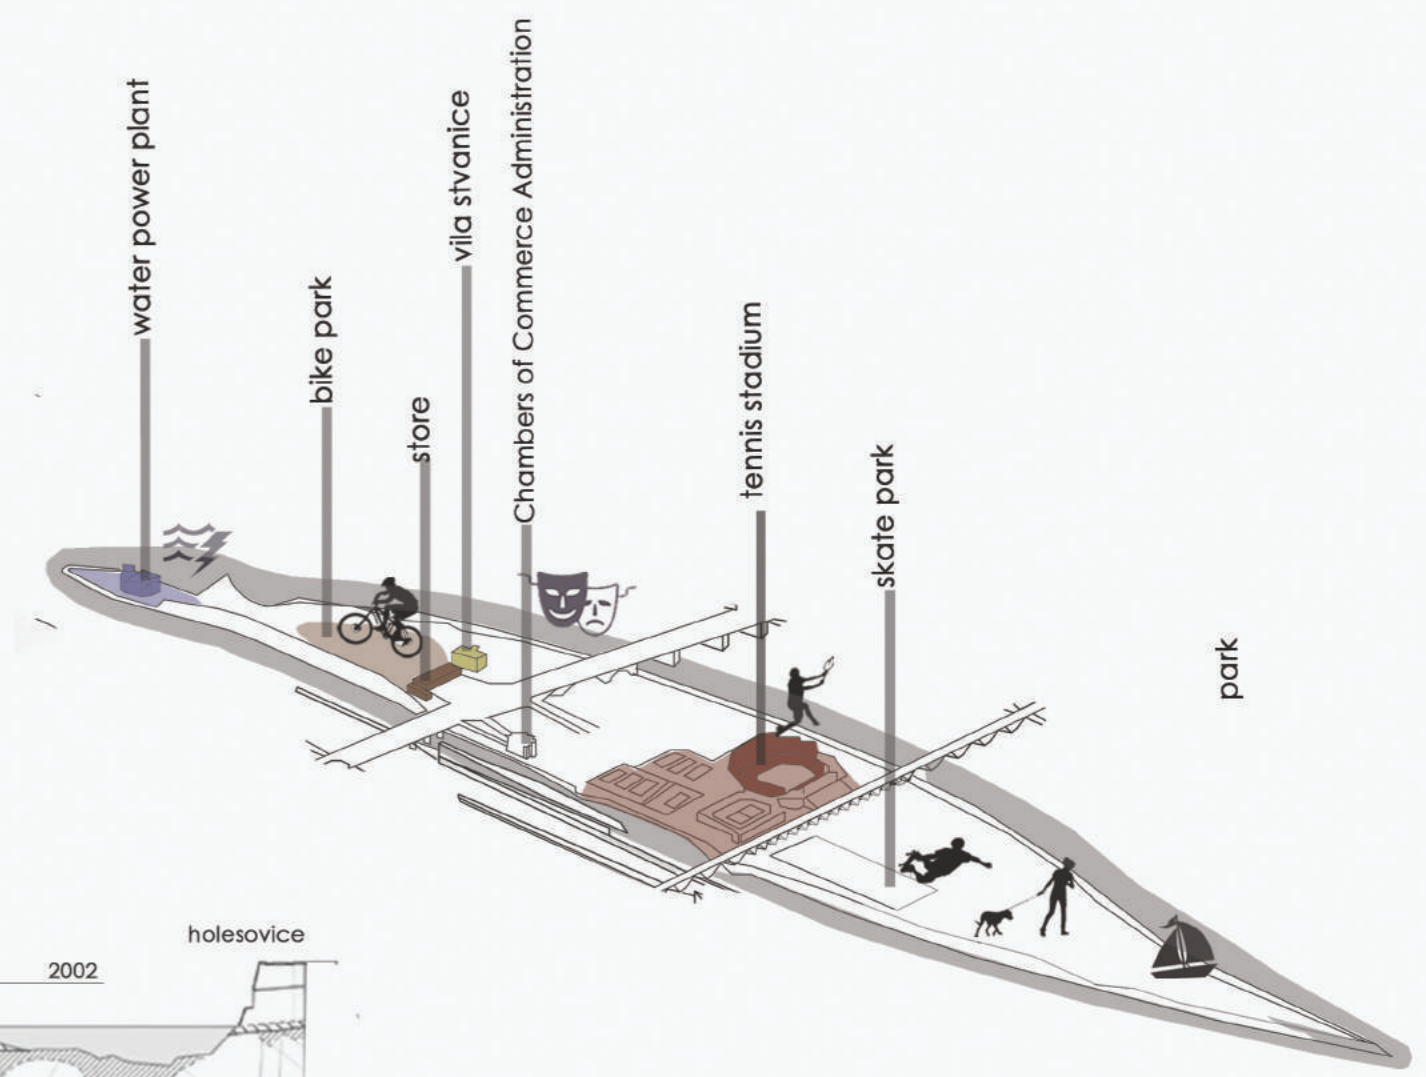 water power plant
bike park
store
vila stvanice
Chambers of Commerce Administration
tennis stadium
skate park
park
holesovice
2002